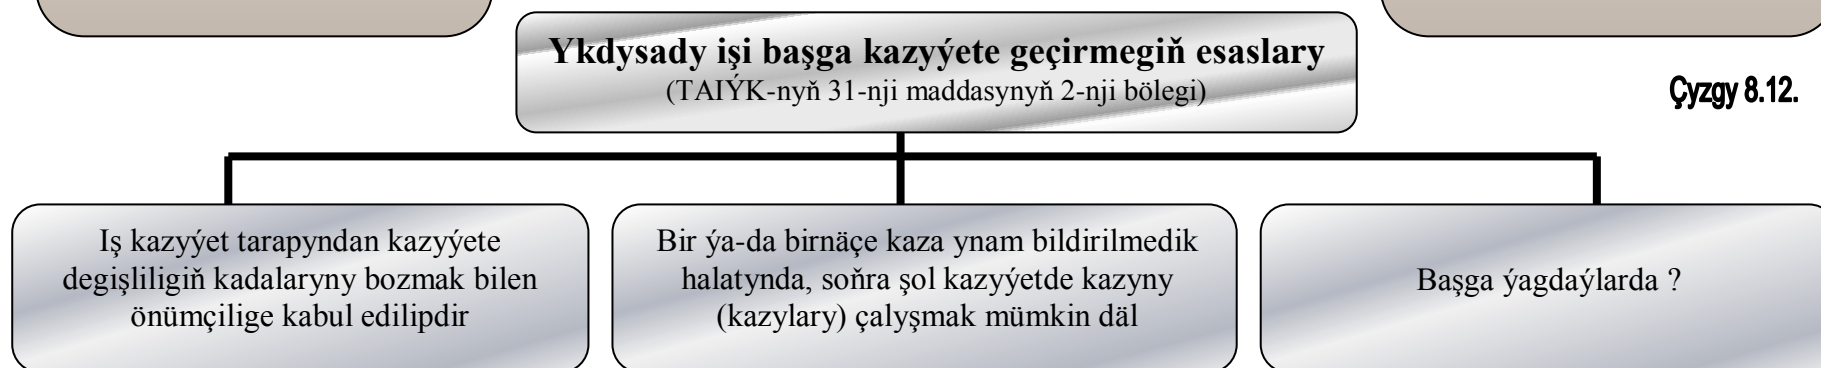 Ykdysady işi başga kazyýete geçirmegiň esaslary
(TAIÝK-nyň 31-nji maddasynyň 2-nji bölegi)
Çyzgy 8.12.
Iş kazyýet tarapyndan kazyýete
degişliligiň kadalaryny bozmak bilen
önümçilige kabul edilipdir
Bir ýa-da birnäçe kaza ynam bildirilmedik
halatynda, soňra şol kazyýetde kazyny
(kazylary) çalyşmak mümkin däl
Başga ýagdaýlarda ?